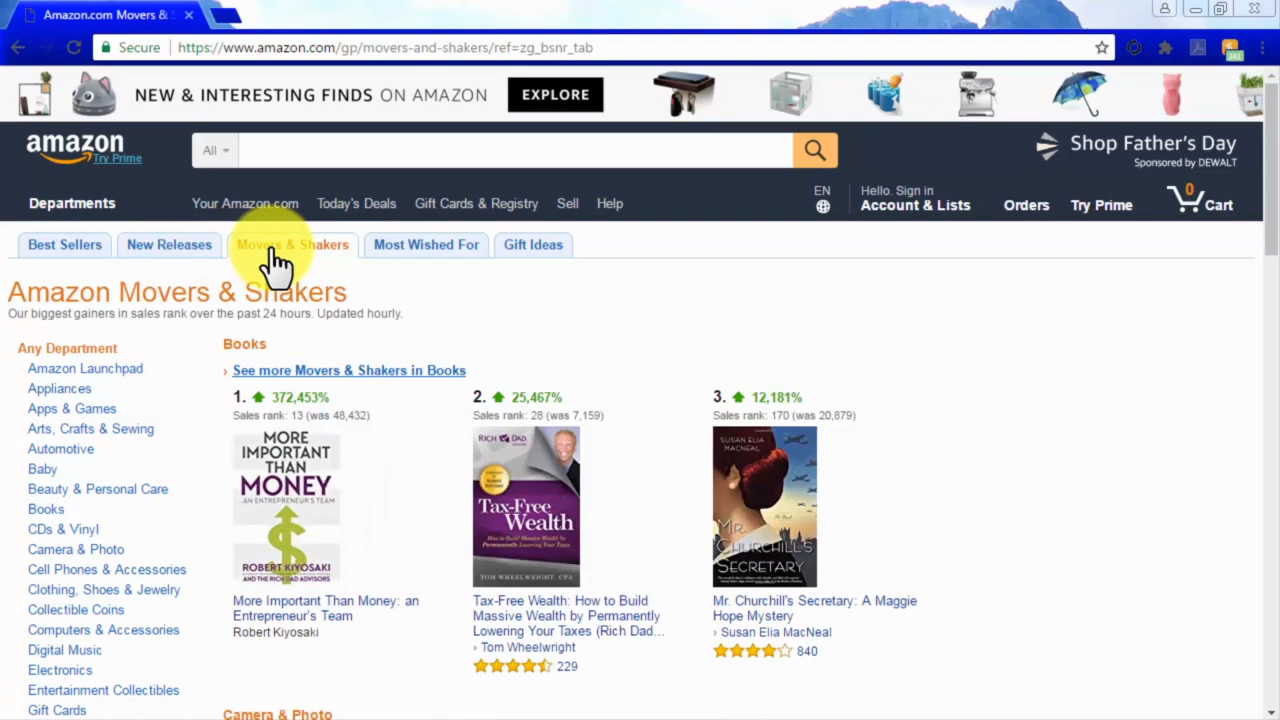 Amazon.com Movers &
Secure
https://www.amazon.com/gp/movers-and-shakers/ref=zg_bsnr_tab
341
NEW & INTERESTING FINDS ON AMAZON
EXPLORE
amazon
Try Prime
All
Shop Father's Day
Sponsored by DEWALT
Departments
Your Amazon.com
Today's Deals
Gift Cards & Registry
Sell
Help
EN
Hello. Sign in
Account & Lists
Orders
Try Prime
0
Cart
Best Sellers
New Releases
Movers & Shakers
Most Wished For
Gift Ideas
Amazon Movers & Shakers
Our biggest gainers in sales rank over the past 24 hours. Updated hourly.
Any Department
Amazon Launchpad
Appliances
Apps & Games
Arts, Crafts & Sewing
Automotive
Baby
Beauty & Personal Care
Books
CDs & Vinyl
Camera & Photo
Cell Phones & Accessories
Clothing, Shoes & Jewelry
Collectible Coins
Computers & Accessories
Digital Music
Electronics
Entertainment Collectibles
Gift Cards
Books
› See more Movers & Shakers in Books
1. 372,453%
Sales rank: 13 (was 48,432)
MORE
IMPORTANT
THAN
MONEY
AN ENTREPRENEUR'S TEAM
ROBERT KIYOSAKI
AND THE RICH DAD ADVISORS
More Important Than Money: an
Entrepreneur's Team
Robert Kiyosaki
2. 25,467%
Sales rank: 28 (was 7,159)
RICH DAD
Tax-Free
Wealth
How to Build
Massive Wealth by
Permanently Lowering Your Taxes
TOM WHEELWRIGHT, CPA
Tax-Free Wealth: How to Build
Massive Wealth by Permanently
Lowering Your Taxes (Rich Dad...
› Tom Wheelwright
229
3. 12,181%
Sales rank: 170 (was 20,879)
SUSAN ELIA
MACNEAL
MR.
CHURCHILL'S
SECRETARY
Mr. Churchill's Secretary: A Maggie
Hope Mystery
› Susan Elia MacNeal
840
Camera & Photo